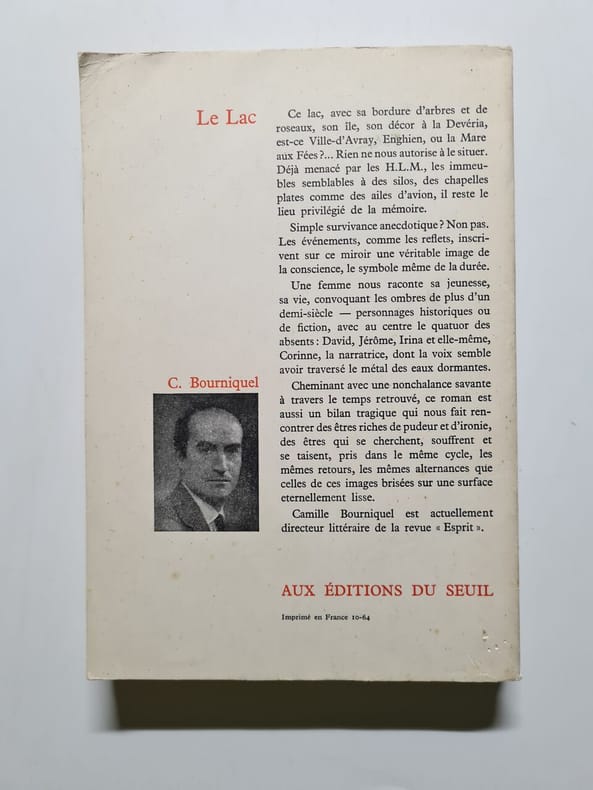 Le Lac
Ce lac, avec sa bordure d'arbres et de
roseaux, son île, son décor à la Devéria,
est-ce Ville-d'Avray, Enghien, ou la Mare
aux Fées ?... Rien ne nous autorise à le situer.
Déjà menacé par les H.L.M., les immeu-
bles semblables à des silos, des chapelles
plates comme des ailes d'avion, il reste le
lieu privilégié de la mémoire.
Simple survivance anecdotique ? Non pas.
Les événements, comme les reflets, inscri-
vent sur ce miroir une véritable image de
la conscience, le symbole même de la durée.
Une femme nous raconte sa jeunesse,
sa vie, convoquant les ombres de plus d'un
demi-siècle — personnages historiques ou
de fiction, avec au centre le quatuor des
absents : David, Jérôme, Irina et elle-même,
Corinne, la narratrice, dont la voix semble
avoir traversé le métal des eaux dormantes.
Cheminant avec une nonchalance savante
à travers le temps retrouvé, ce roman est
aussi un bilan tragique qui nous fait ren-
contrer des êtres riches de pudeur et d'ironie,
des êtres qui se cherchent, souffrent et
se taisent, pris dans le même cycle, les
mêmes retours, les mêmes alternances que
celles de ces images brisées sur une surface
eternellement lisse.
Camille Bourniquel est actuellement
directeur littéraire de la revue « Esprit ».
C. Bourniquel
AUX ÉDITIONS DU SEUIL
Imprimé en France 10-64